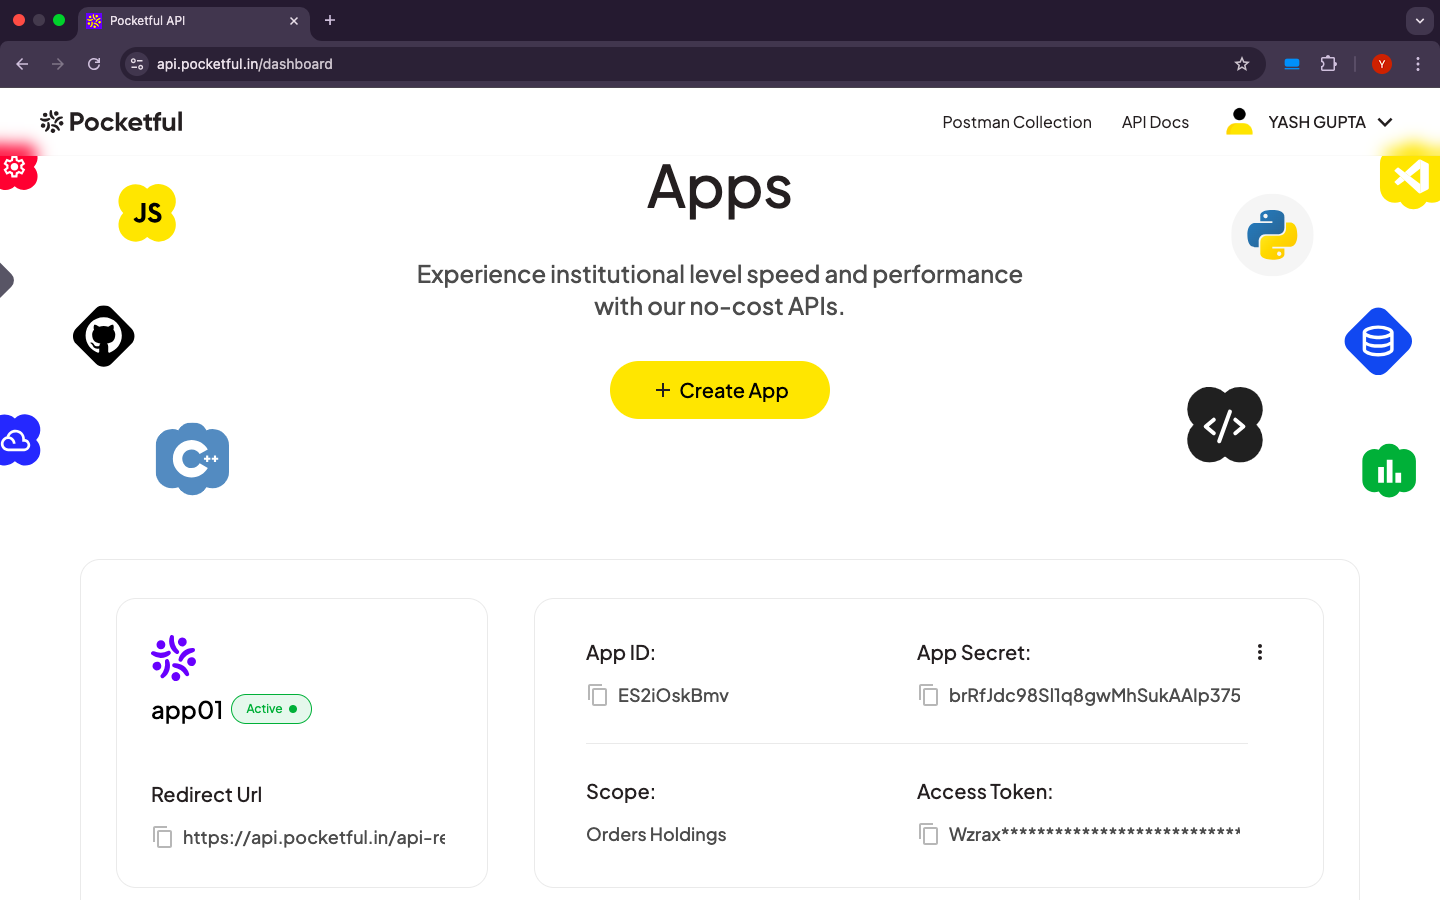 Pocketful API
api.pocketful.in/dashboard
Y
Pocketful
Postman Collection
API Docs
YASH GUPTA
Apps
JS
Experience institutional level speed and performance
with our no-cost APIs.
+ Create App
C++
</>
app01
Active
Redirect Url
https://api.pocketful.in/api-re
App ID:
ES2iOskBmv
App Secret:
brRfJdc98Sl1q8gwMhSukAAlp375
Scope:
Orders Holdings
Access Token:
Wzrax***************************